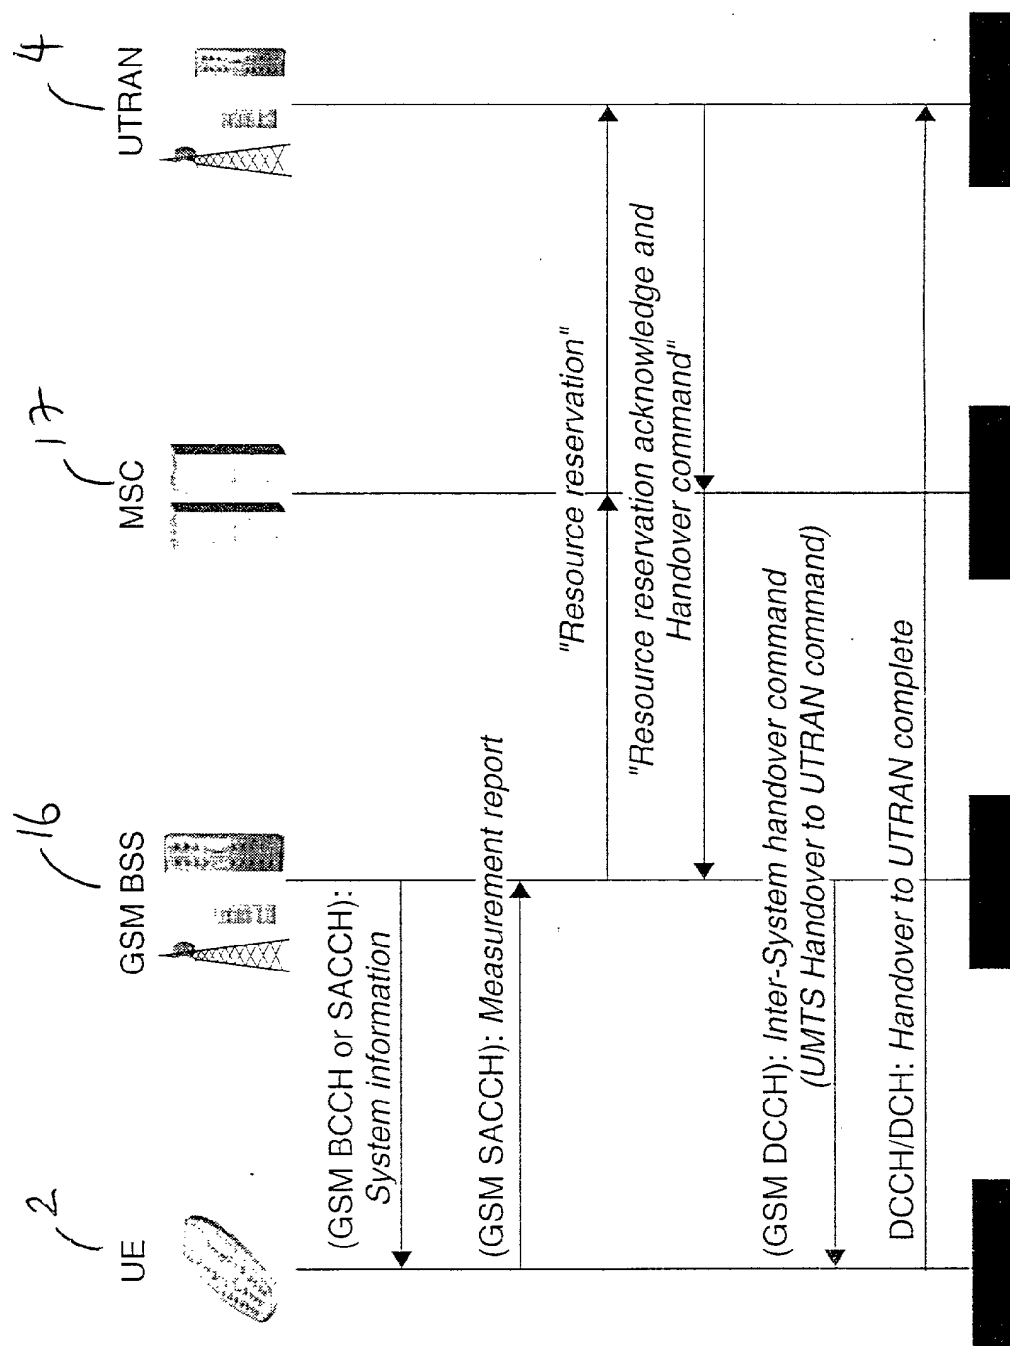 2
16
17
4
UE
GSM BSS
MSC
UTRAN
(GSM BCCH or SACCH):
System information
(GSM SACCH): Measurement report
"Resource reservation"
"Resource reservation acknowledge and
Handover command"
(GSM DCCH): Inter-System handover command
(UMTS Handover to UTRAN command)
DCCH/DCH: Handover to UTRAN complete